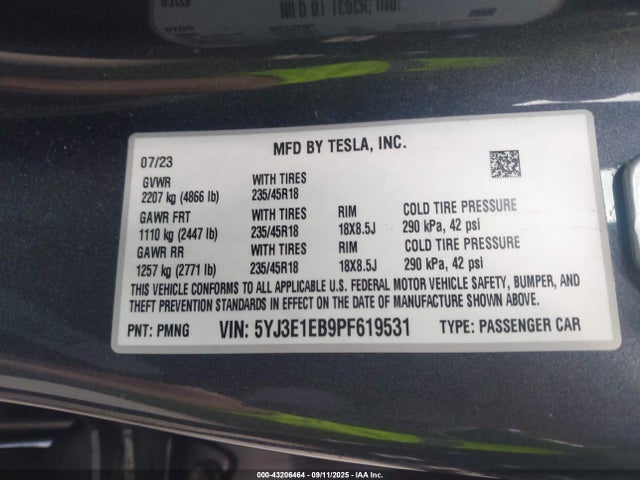 MFD BY TESLA, INC.
07/23
GVWR WITH TIRES
2207 kg (4866 lb) 235/45R18
GAWR FRT WITH TIRES RIM COLD TIRE PRESSURE
1110 kg (2447 lb) 235/45R18 18X8.5J 290 kPa, 42 psi
GAWR RR WITH TIRES RIM COLD TIRE PRESSURE
1257 kg (2771 lb) 235/45R18 18X8.5J 290 kPa, 42 psi
THIS VEHICLE CONFORMS TO ALL APPLICABLE U.S. FEDERAL MOTOR VEHICLE SAFETY, BUMPER, AND
THEFT PREVENTION STANDARDS IN EFFECT ON THE DATE OF MANUFACTURE SHOWN ABOVE.
PNT: PMNG VIN: 5YJ3E1EB9PF619531 TYPE: PASSENGER CAR
000-43206464 - 09/11/2025 - IAA Inc.